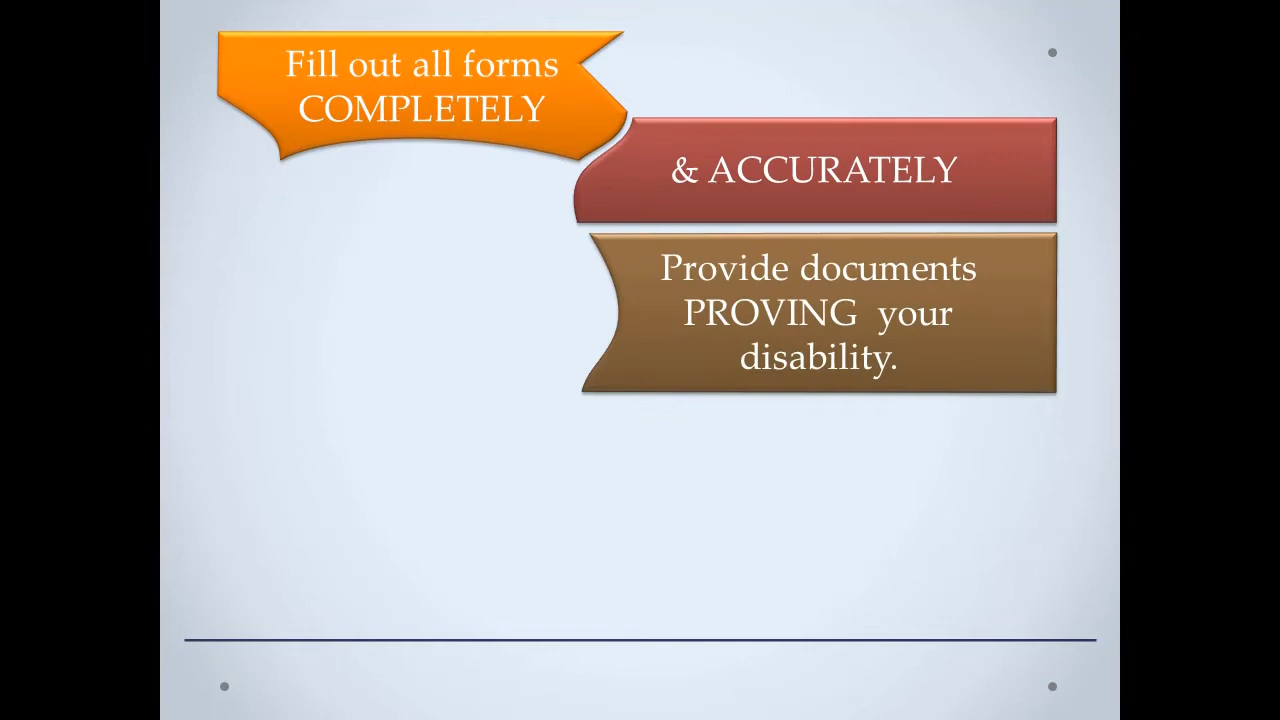 Fill out all forms
COMPLETELY
& ACCURATELY
Provide documents
PROVING your
disability.